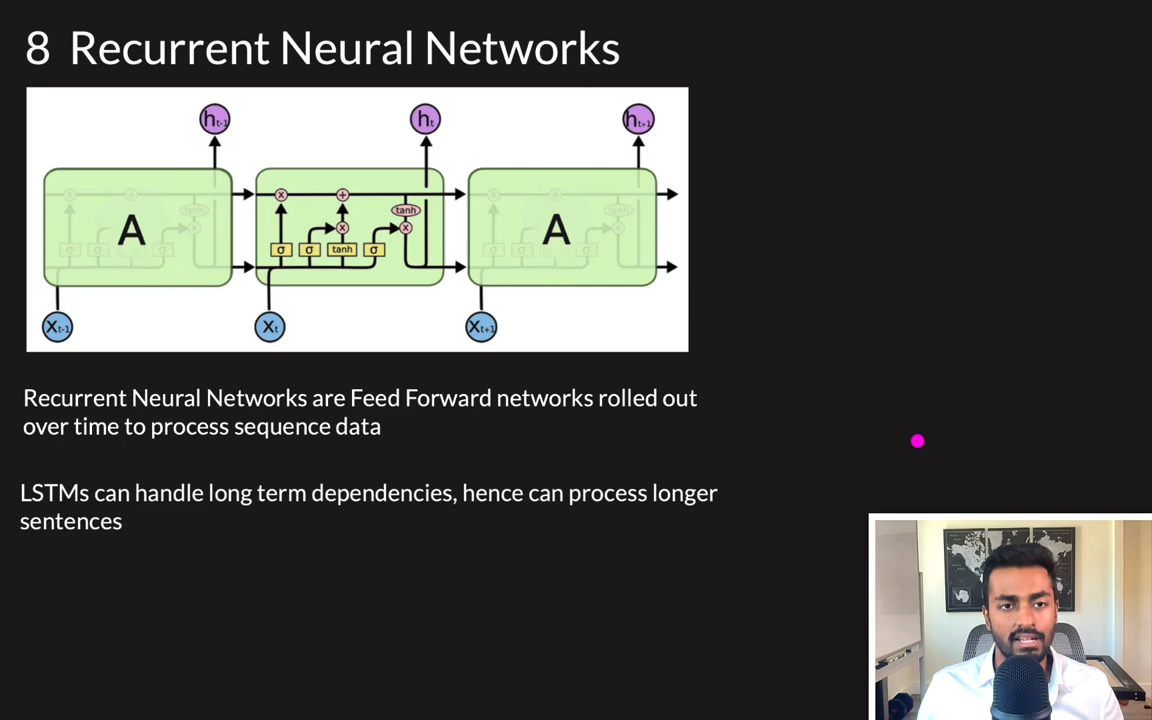 8 Recurrent Neural Networks
ht-1
ht
ht+1
A
x
+
tanh
x
x
σ
σ
tanh
σ
A
Xt-1
Xt
Xt+1
Recurrent Neural Networks are Feed Forward networks rolled out
over time to process sequence data
LSTMs can handle long term dependencies, hence can process longer
sentences